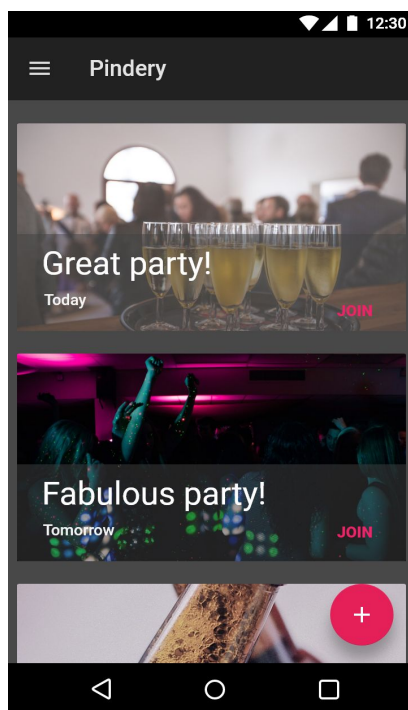 12:30
Pindery
Great party!
Today
JOIN
Fabulous party!
Tomorrow
JOIN
+